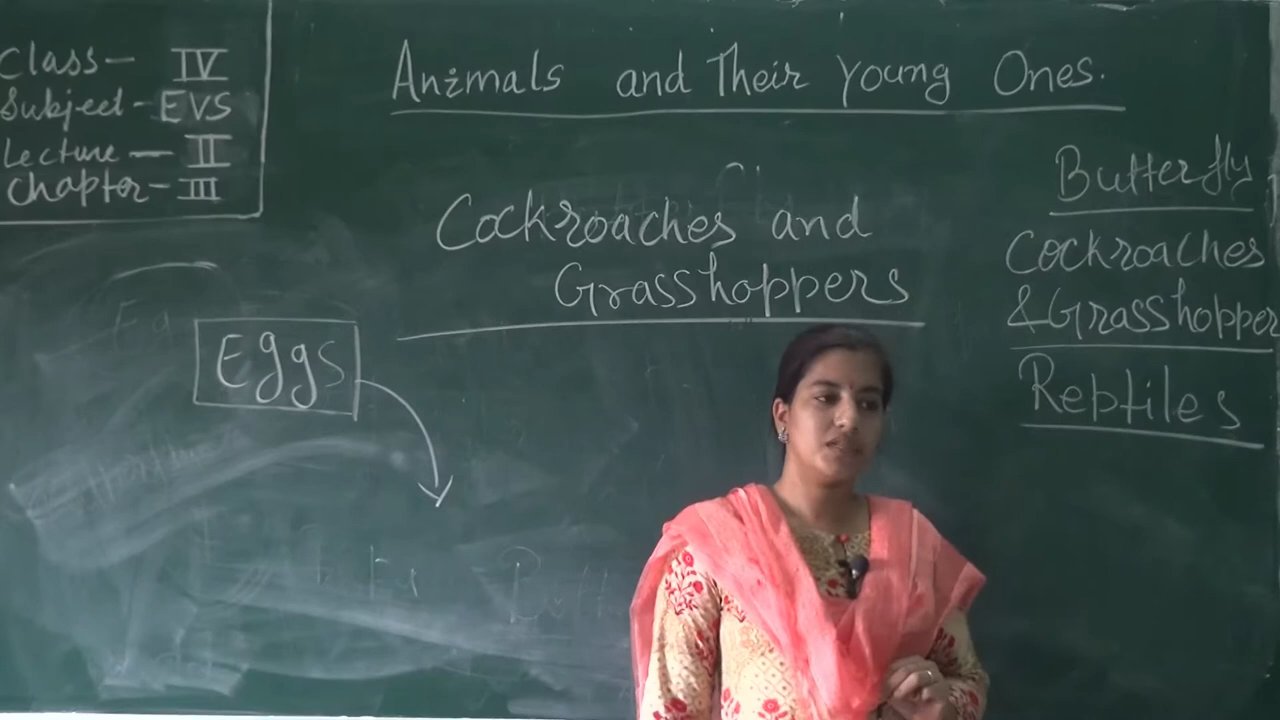 Class- IV
Subject- EVS
Lecture- II
Chapter- III
Animals and Their Young Ones.
Cockroaches and
Grasshoppers
Eggs
Butterfly
Cockroaches
& Grasshopper
Reptiles